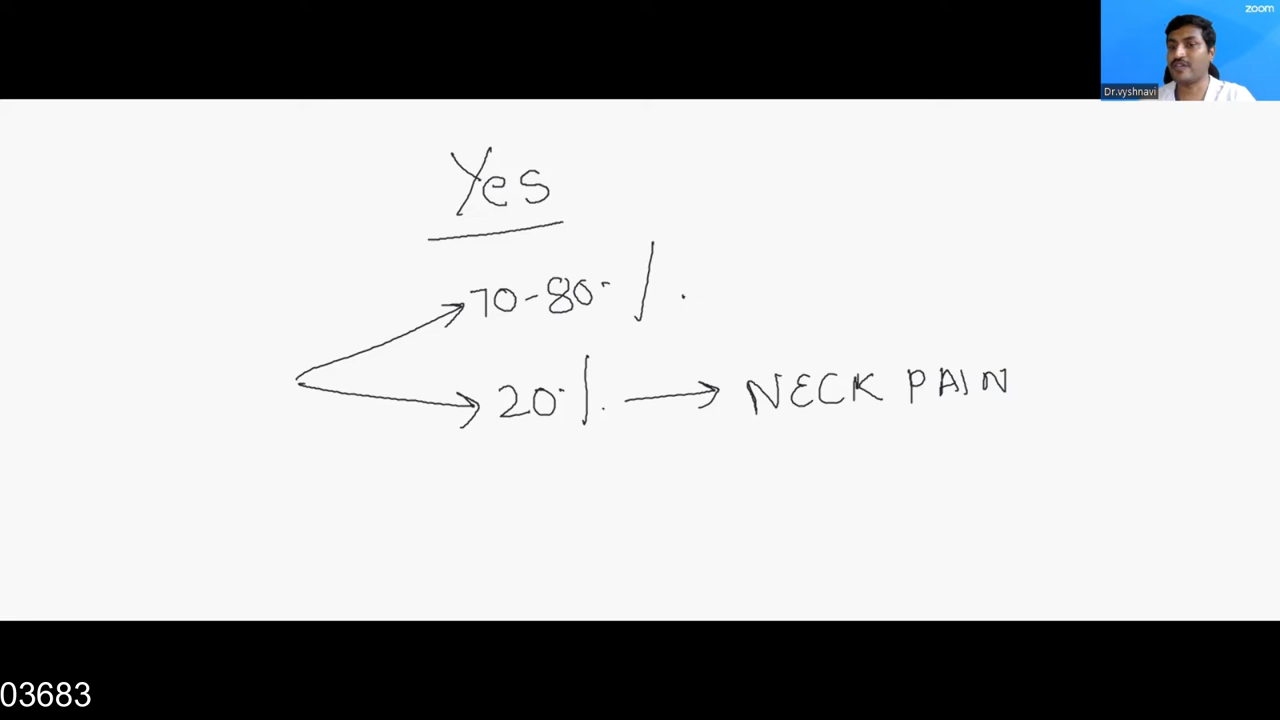 zoom
Dr.vyshnavi
Yes
70-80%.
20%. → NECK PAIN
03683